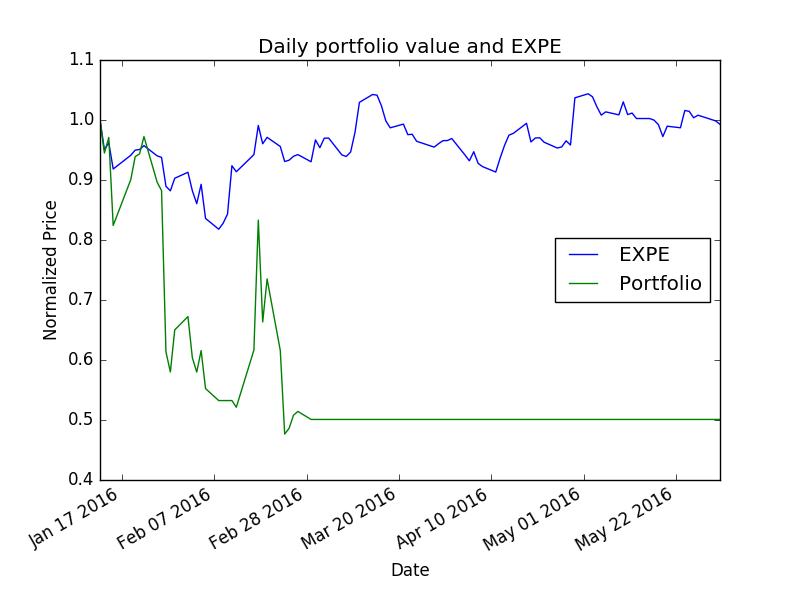 Daily portfolio value and EXPE
1.1
1.0
0.9
0.8
0.7
0.6
0.5
0.4
Normalized Price
EXPE
Portfolio
Jan 17 2016
Feb 07 2016
Feb 28 2016
Mar 20 2016
Apr 10 2016
May 01 2016
May 22 2016
Date